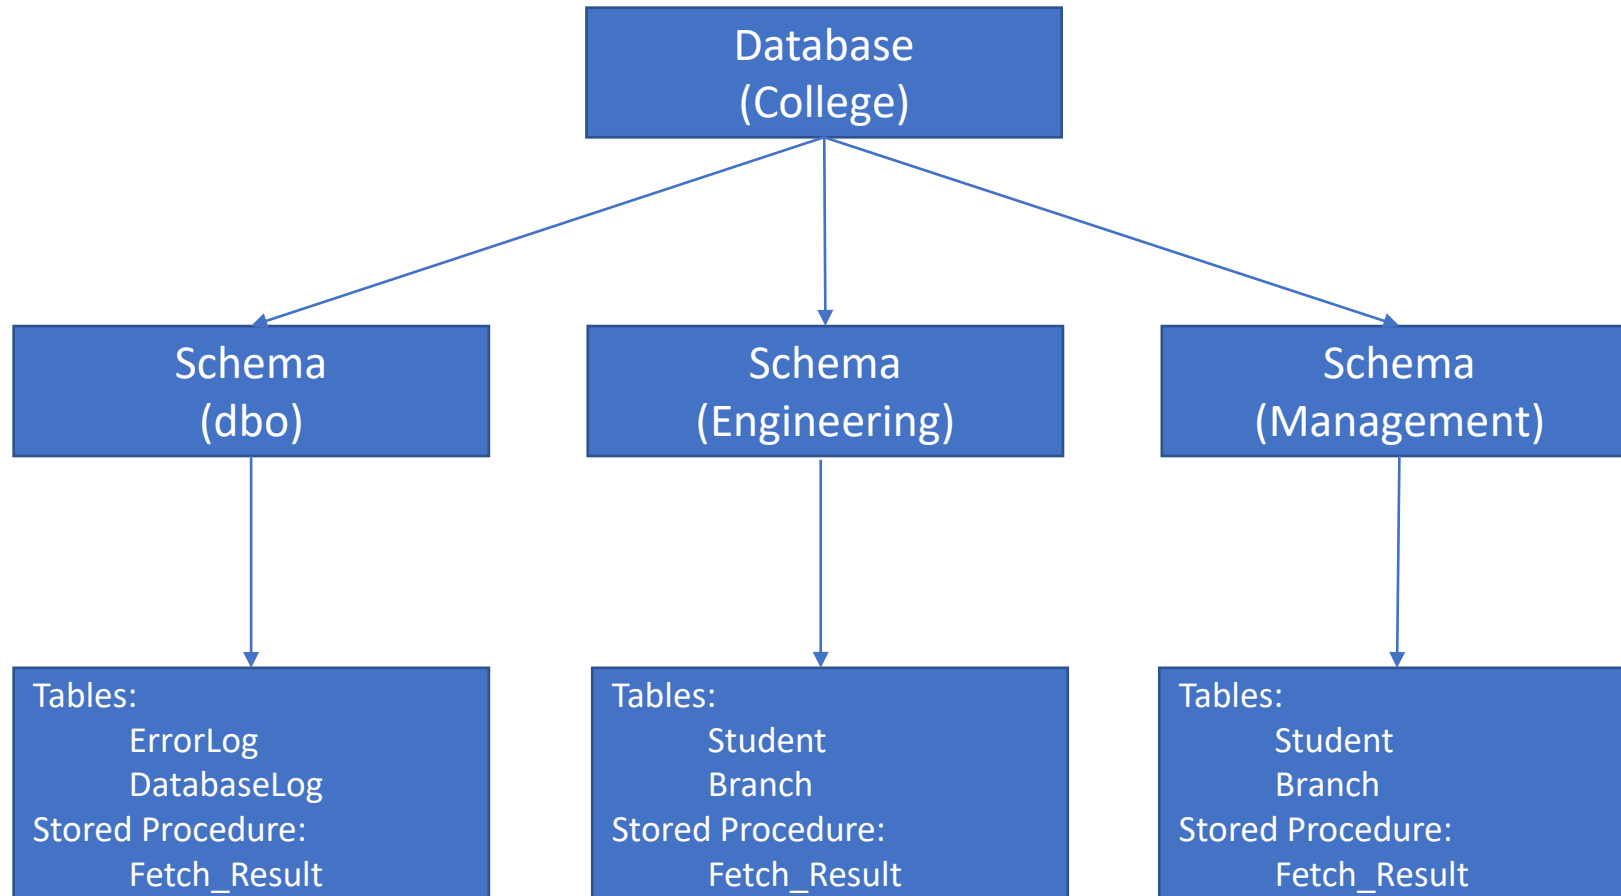 Database
(College)
Schema
(dbo)
Schema
(Engineering)
Schema
(Management)
Tables:
ErrorLog
DatabaseLog
Stored Procedure:
Fetch_Result
Tables:
Student
Branch
Stored Procedure:
Fetch_Result
Tables:
Student
Branch
Stored Procedure:
Fetch_Result